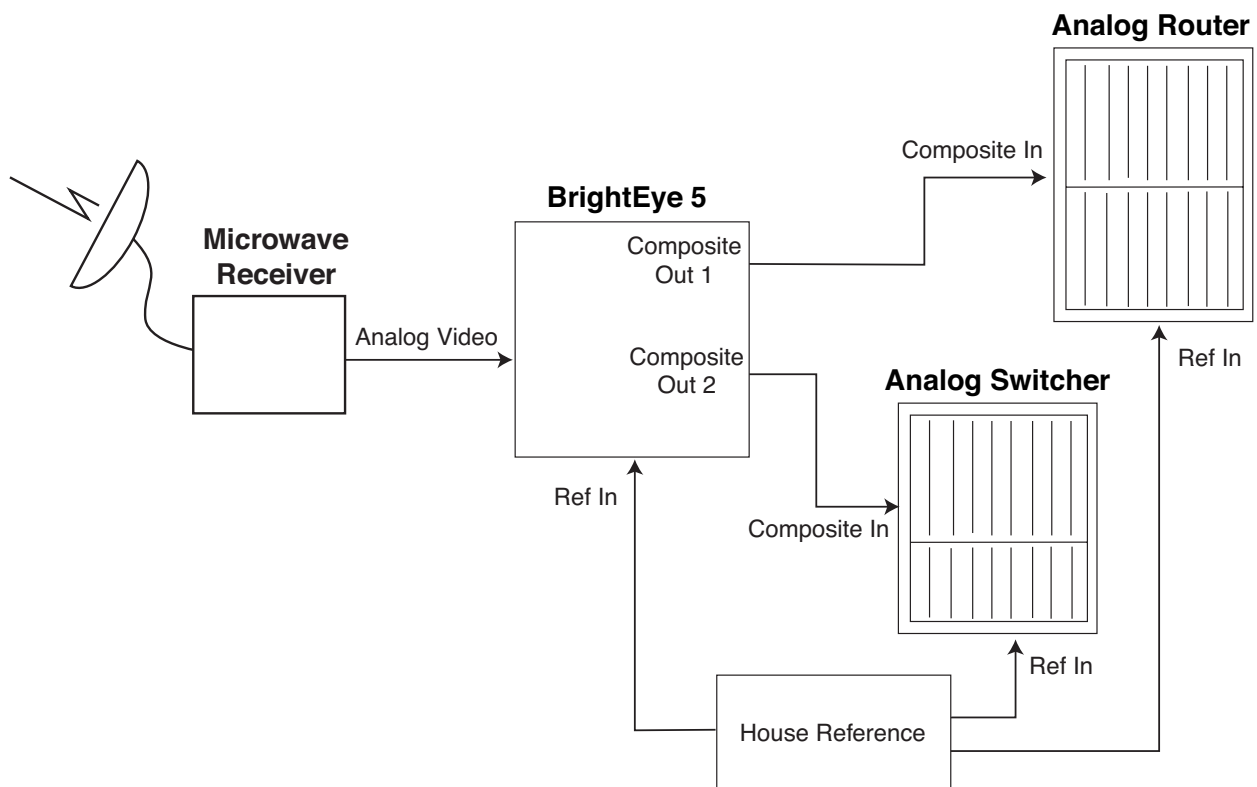 Analog Router
Composite In
BrightEye 5
Microwave
Receiver
Composite
Out 1
Analog Video
Composite
Out 2
Ref In
Analog Switcher
Ref In
Composite In
Ref In
House Reference